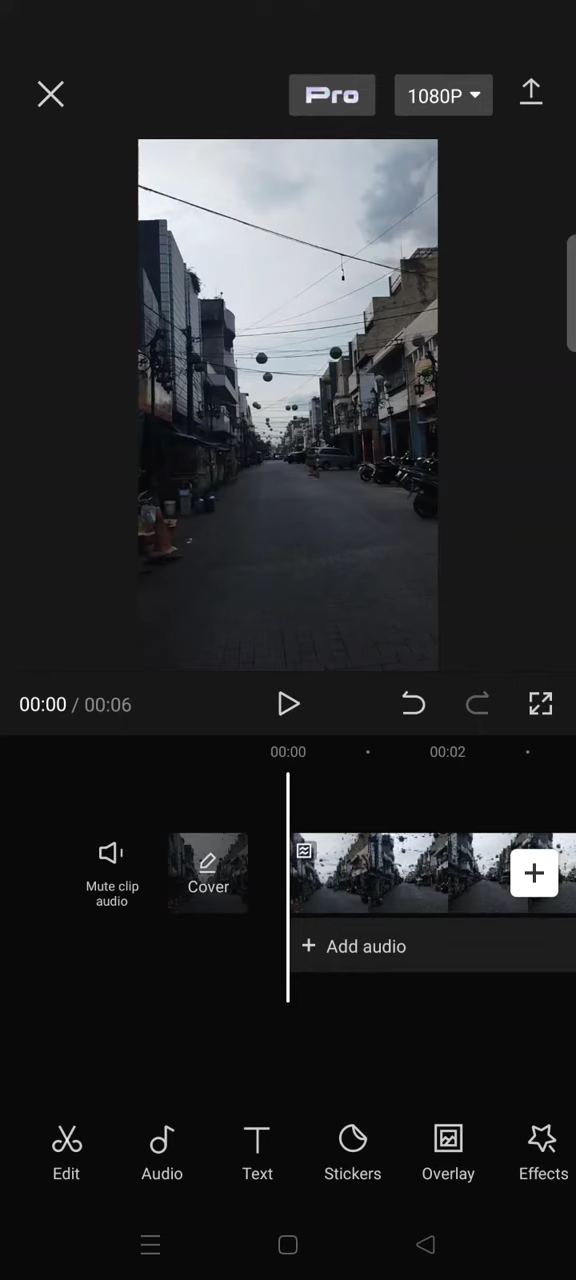 Pro
1080P
00:00 / 00:06
00:00
00:02
Mute clip
audio
Cover
+ Add audio
Edit
Audio
Text
Stickers
Overlay
Effects